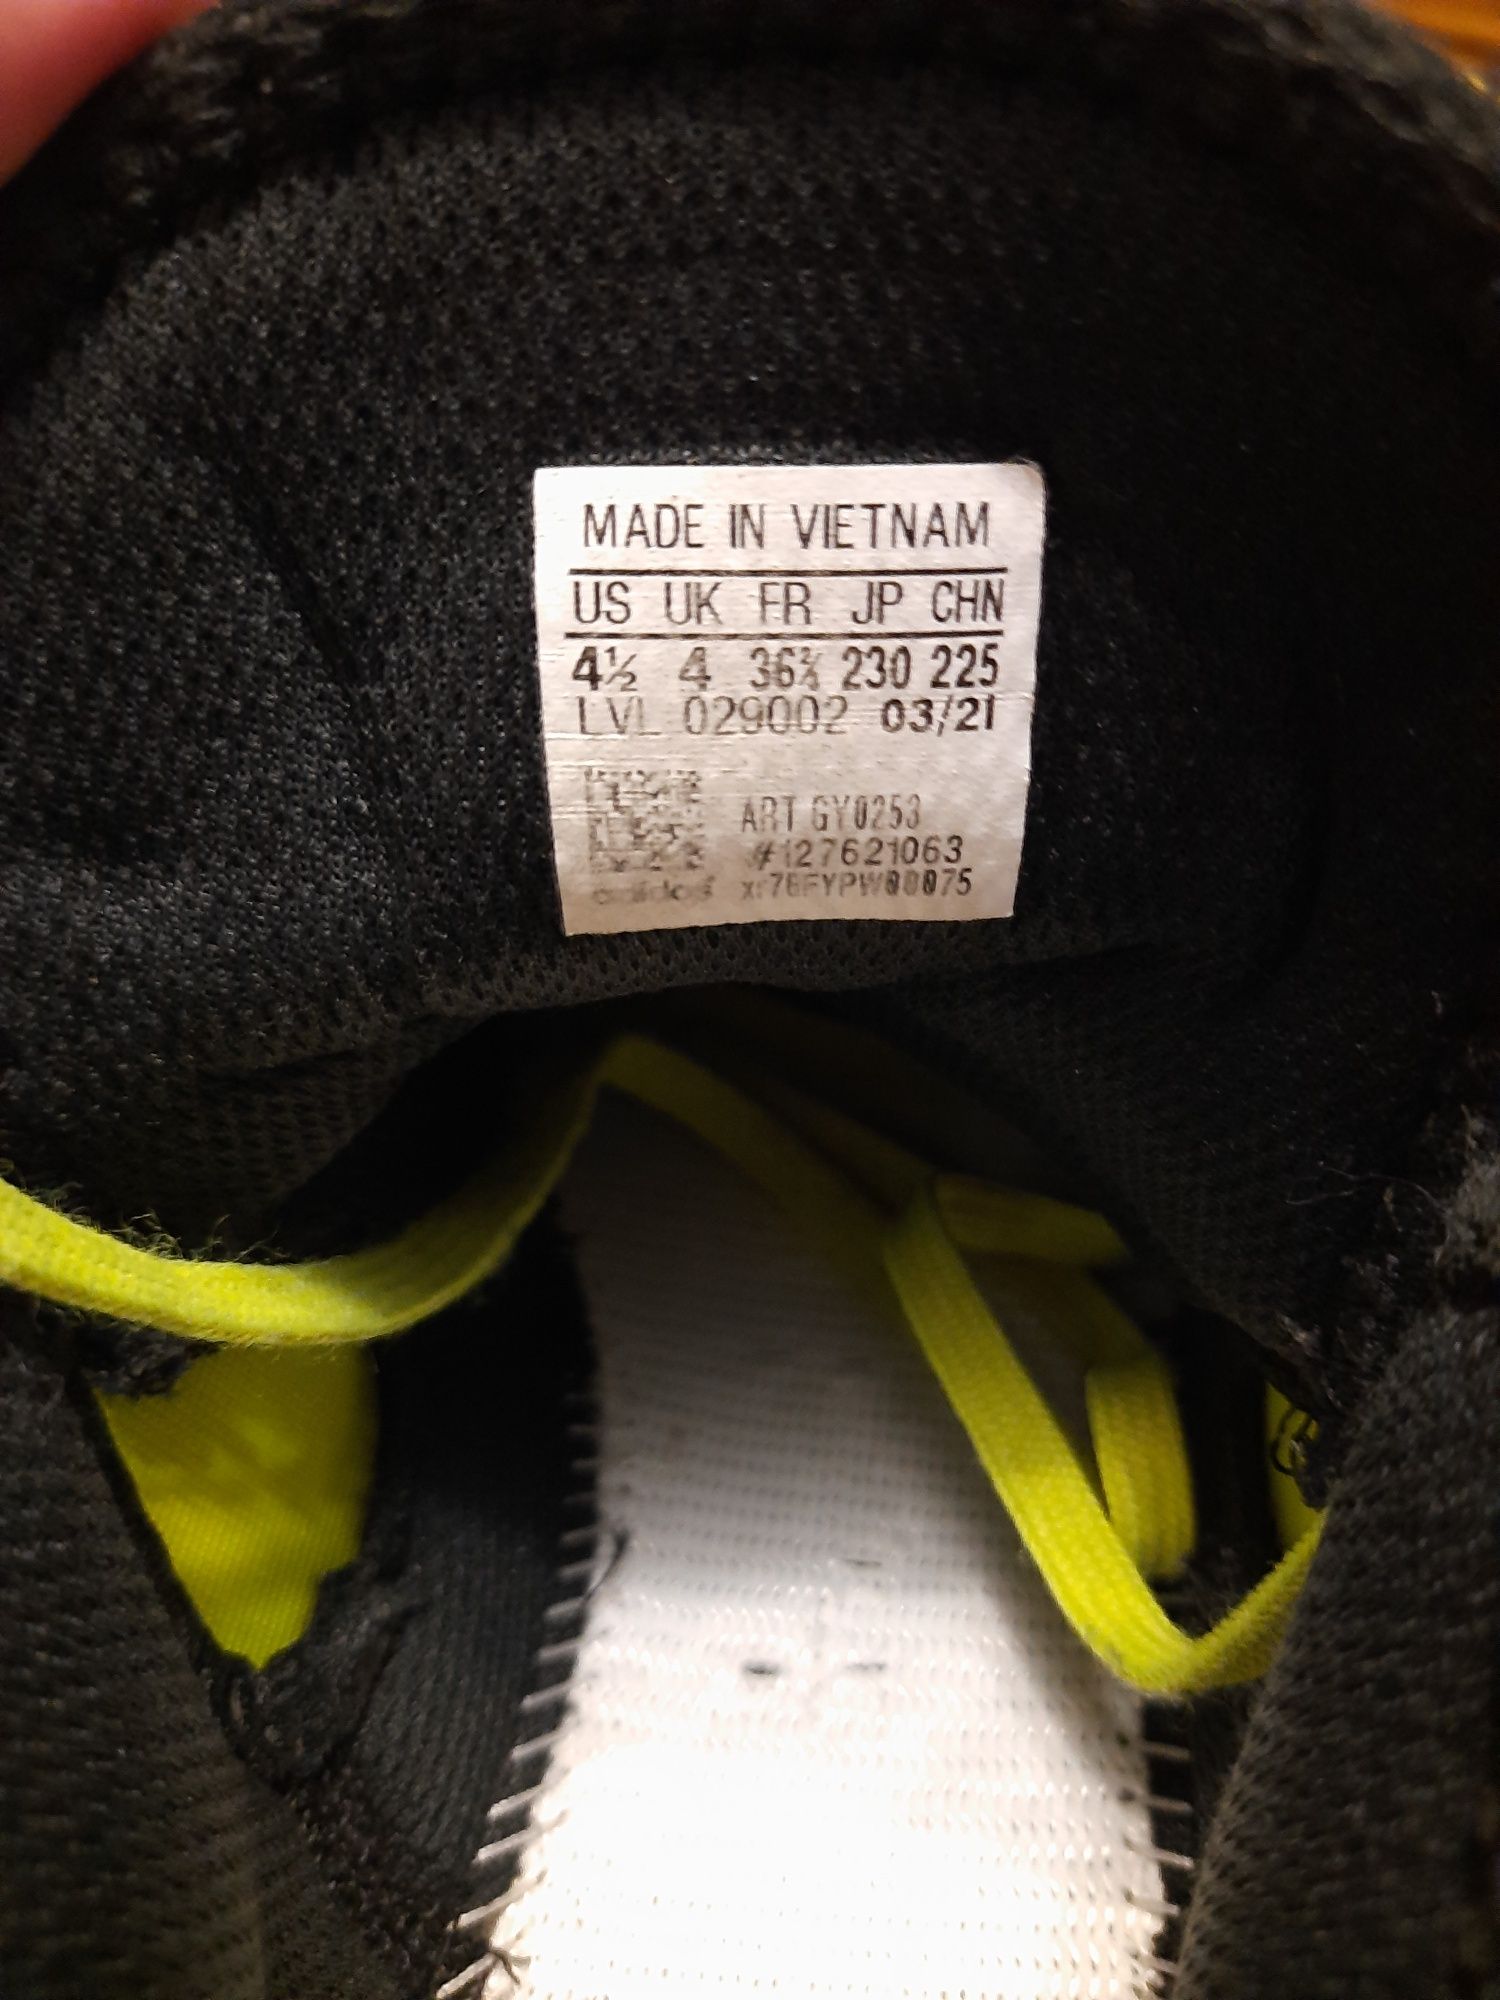 MADE IN VIETNAM
US UK FR JP CHN
4½ 4 36⅔ 230 225
LVL 029002 03/21
ART GY0253
#127621063
adidas